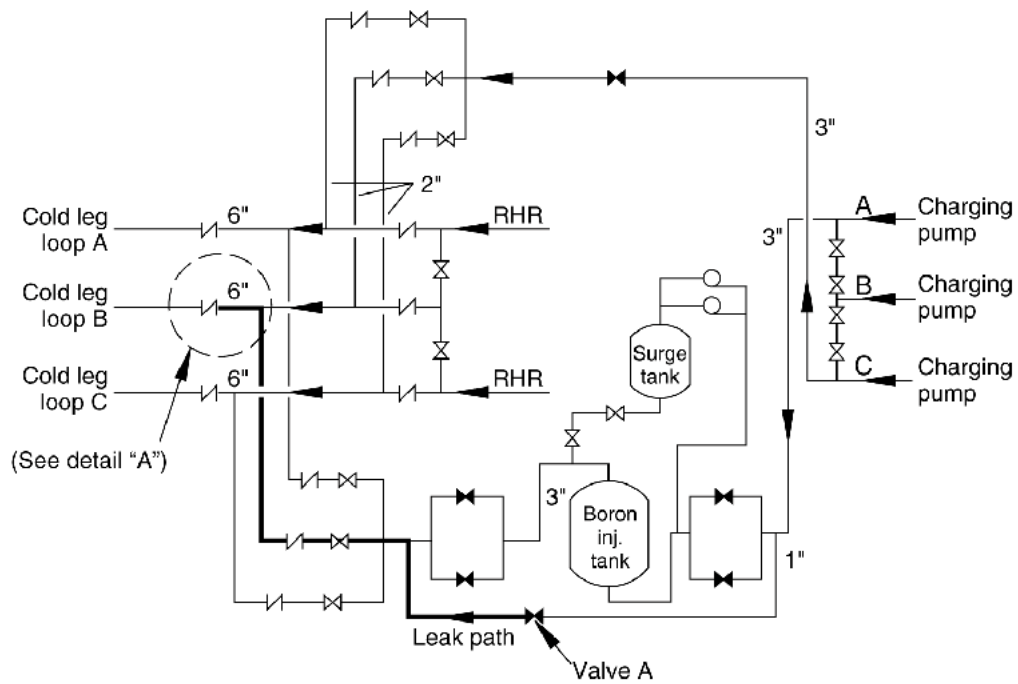 3"
2"
Cold leg
loop A
6"
RHR
3"
A
Charging
pump
Cold leg
loop B
6"
B
Charging
pump
Surge
tank
Cold leg
loop C
6"
RHR
C
Charging
pump
(See detail “A”)
3"
Boron
inj.
tank
1"
Leak path
Valve A